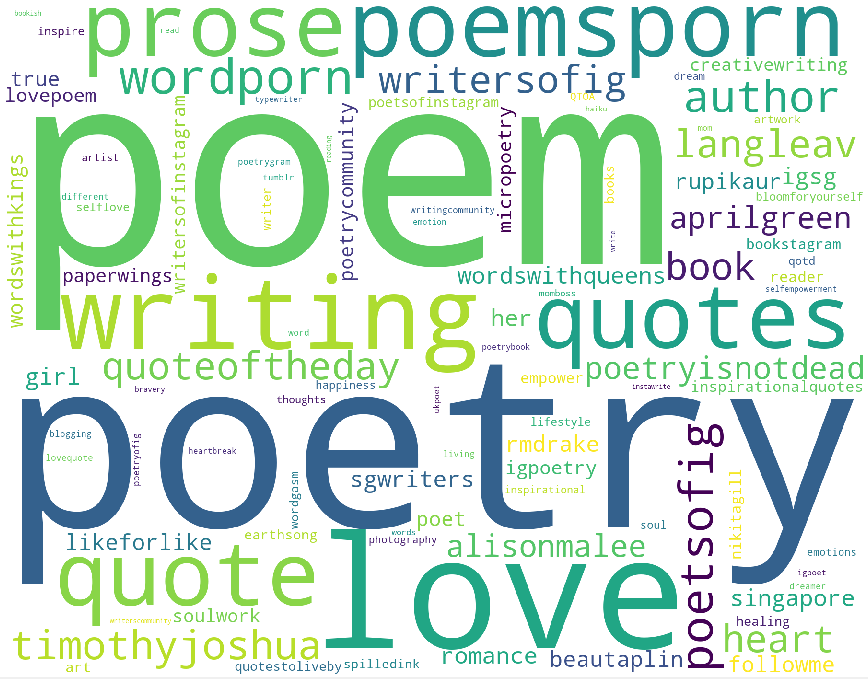 bookish
inspire
prose
read
poemsporn
true
wordporn
writersofig
creativewriting
dream
lovepoem
typewriter
poetsofinstagram
QTOA
haiku
author
artwork
poem
mon
langleav
artist
poetrygram
reading
tumblr
different
selflove
writer
writersofinstagram
poetrycommunity
writingcommunity
emotion
micropoetry
books
write
rupikaur
igsg
bloomforyourself
aprilgreen
bookstagram
wordswithkings
paperwings
wordswithqueens
book
qotd
reader
selfempowerment
writing
momboss
quotes
word
her
poetrybook
quoteoftheday
poetryisnotdead
girl
bravery
happiness
empower
instawrite
inspirationalquotes
thoughts
ukpoet
poetry
blogging
lovequote
poetryofig
heartbreak
lifestyle
rmdrake
living
igpoetry
sgwriters
inspirational
wordgasm
poet
soul
poetsofig
nikitagill
earthsong
words
likeforlike
photography
alisonmalee
emotions
quote
love
igpoet
dreamer
singapore
writerscommunity
soulwork
healing
timothyjoshua
heart
art
quotestoliveby
spilledink
romance
beautaplin
followme